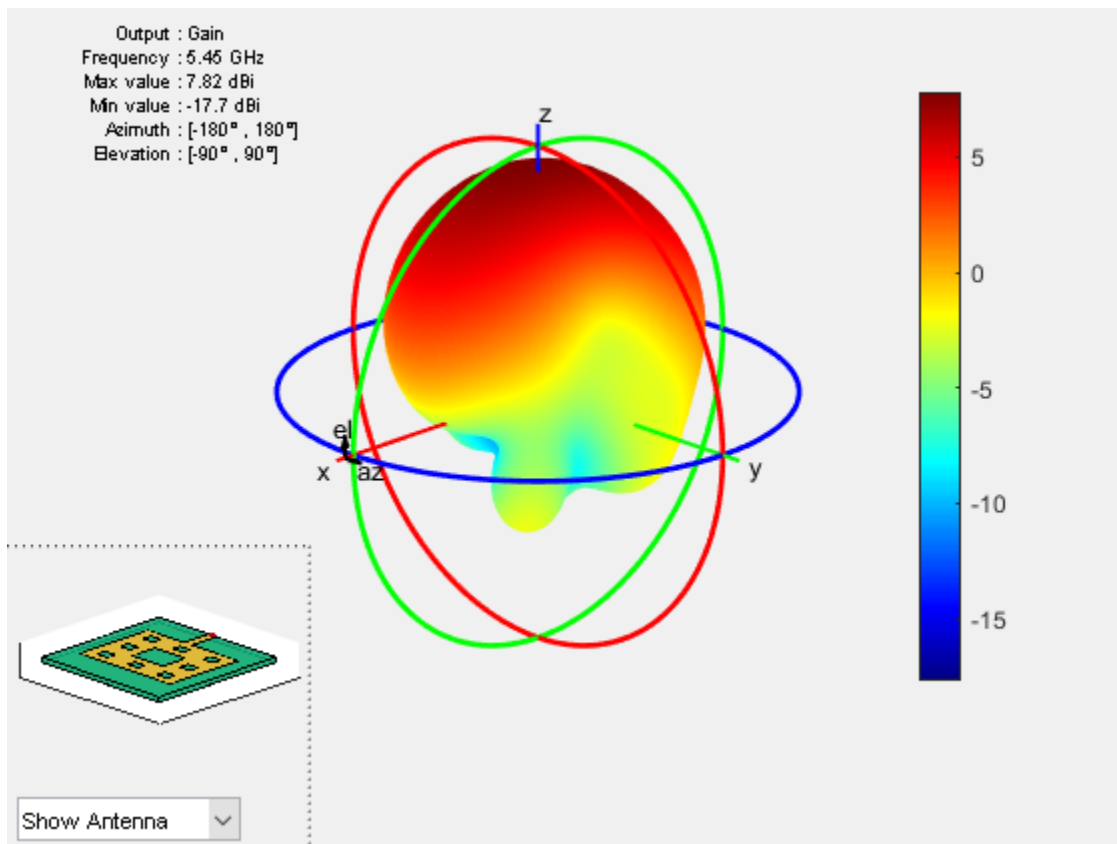 Output : Gain
Frequency : 5.45 GHz
Max value : 7.82 dBi
Min value : -17.7 dBi
Azimuth : [-180° , 180°]
Elevation : [-90° , 90°]
z
5
0
-5
-10
-15
el
x
az
y
Show Antenna